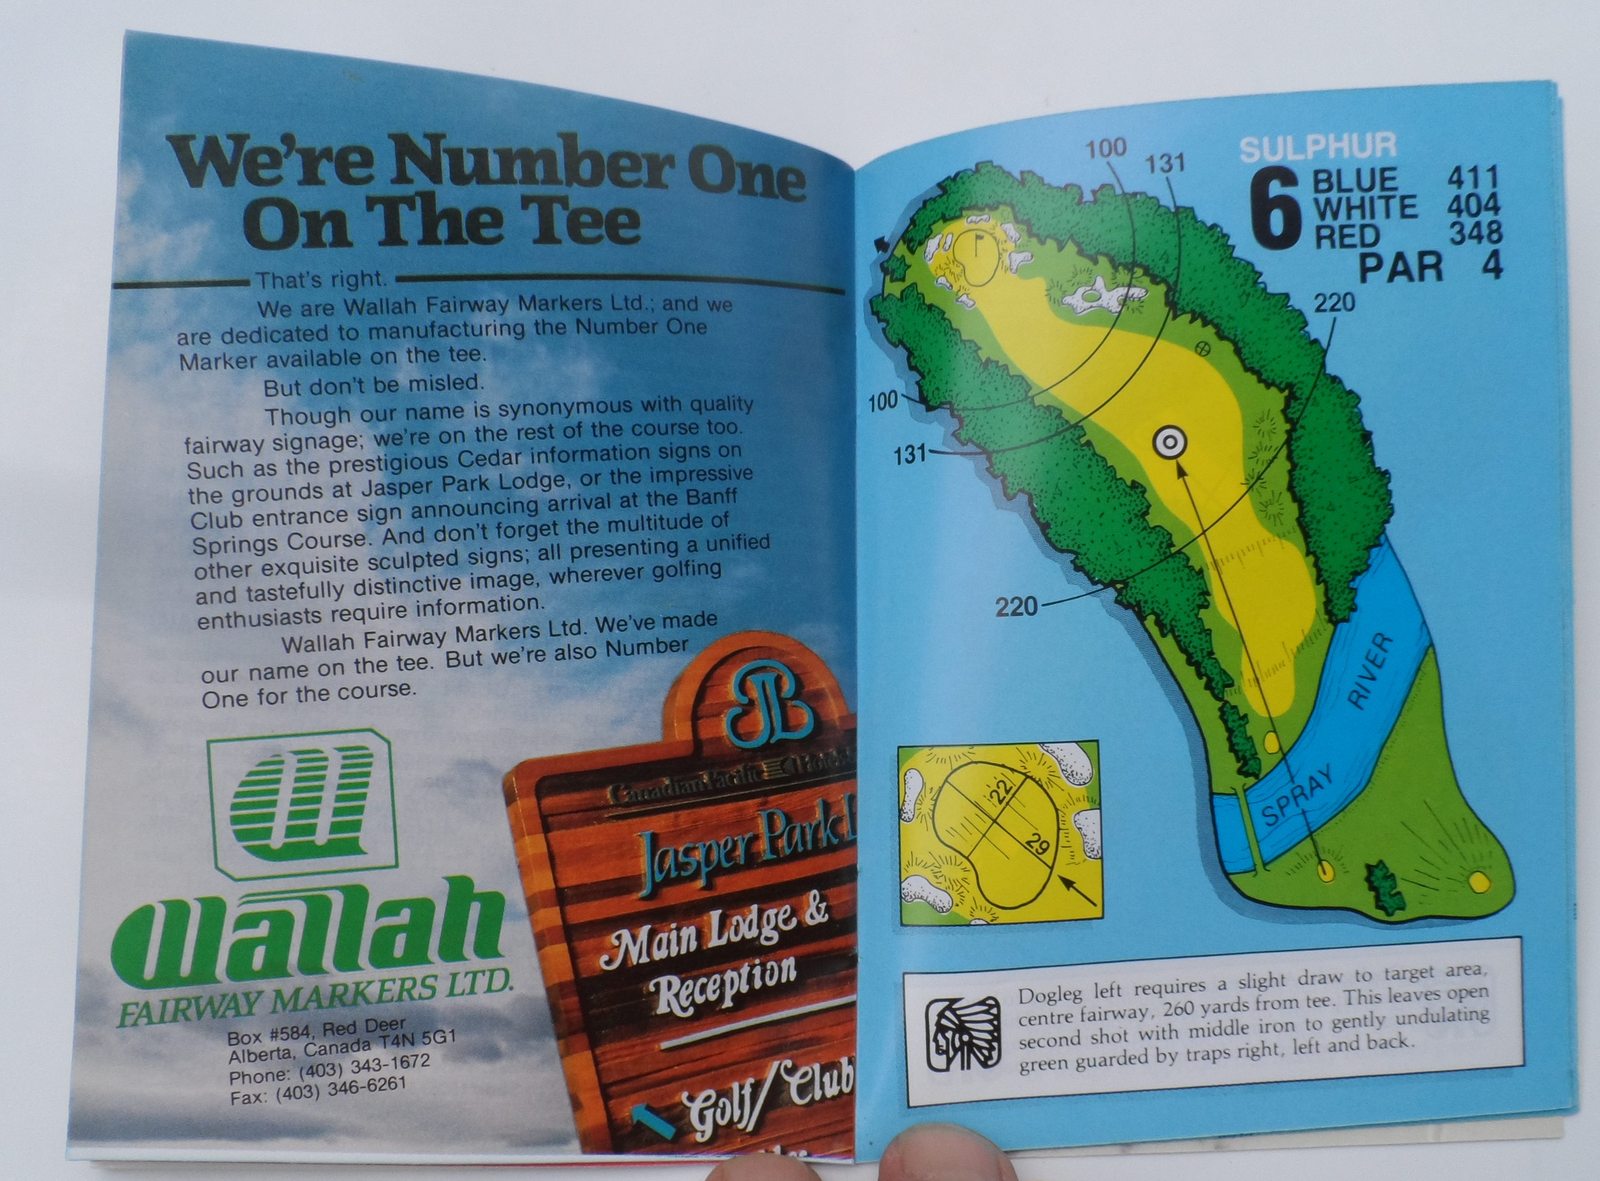 We're Number One
On The Tee
That's right.
We are Wallah Fairway Markers Ltd.; and we
are dedicated to manufacturing the Number One
Marker available on the tee.
But don't be misled.
Though our name is synonymous with quality
fairway signage; we're on the rest of the course too.
Such as the prestigious Cedar information signs on
the grounds at Jasper Park Lodge, or the impressive
Club entrance sign announcing arrival at the Banff
Springs Course. And don't forget the multitude of
other exquisite sculpted signs; all presenting a unified
and tastefully distinctive image, wherever golfing
enthusiasts require information.
Wallah Fairway Markers Ltd. We've made
our name on the tee. But we're also Number
One for the course.
Wallah
FAIRWAY MARKERS LTD.
Box #584, Red Deer
Alberta, Canada T4N 5G1
Phone: (403) 343-1672
Fax: (403) 346-6261
Canadian Pacific Hotels
Jasper Park L
Main Lodge &
Reception
Golf/Club
SULPHUR
6
BLUE 411
WHITE 404
RED 348
PAR 4
100
131
220
100
131
220
RIVER
SPRAY
22
29
Dogleg left requires a slight draw to target area,
centre fairway, 260 yards from tee. This leaves open
second shot with middle iron to gently undulating
green guarded by traps right, left and back.